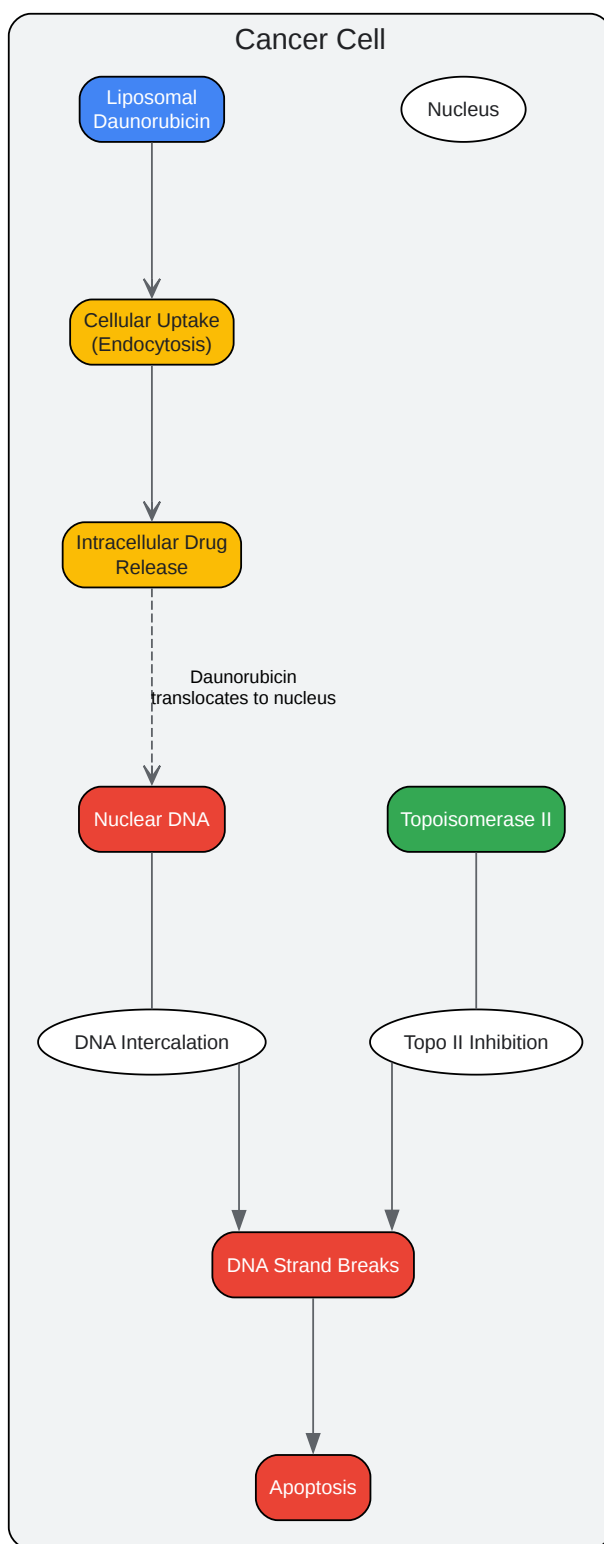 Cancer Cell
Liposomal
Daunorubicin
Nucleus
Cellular Uptake
(Endocytosis)
Intracellular Drug
Release
Daunorubicin
translocates to nucleus
Nuclear DNA
Topoisomerase II
DNA Intercalation
Topo II Inhibition
DNA Strand Breaks
Apoptosis